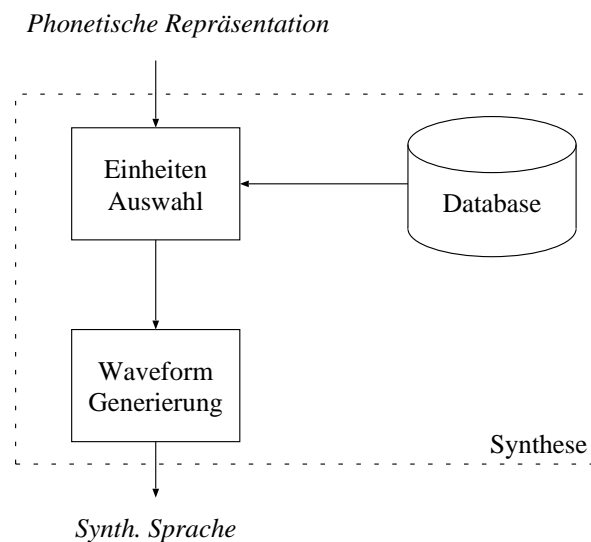 Phonetische Repräsentation
Einheiten
Auswahl
Database
Waveform
Generierung
Synthese
Synth. Sprache